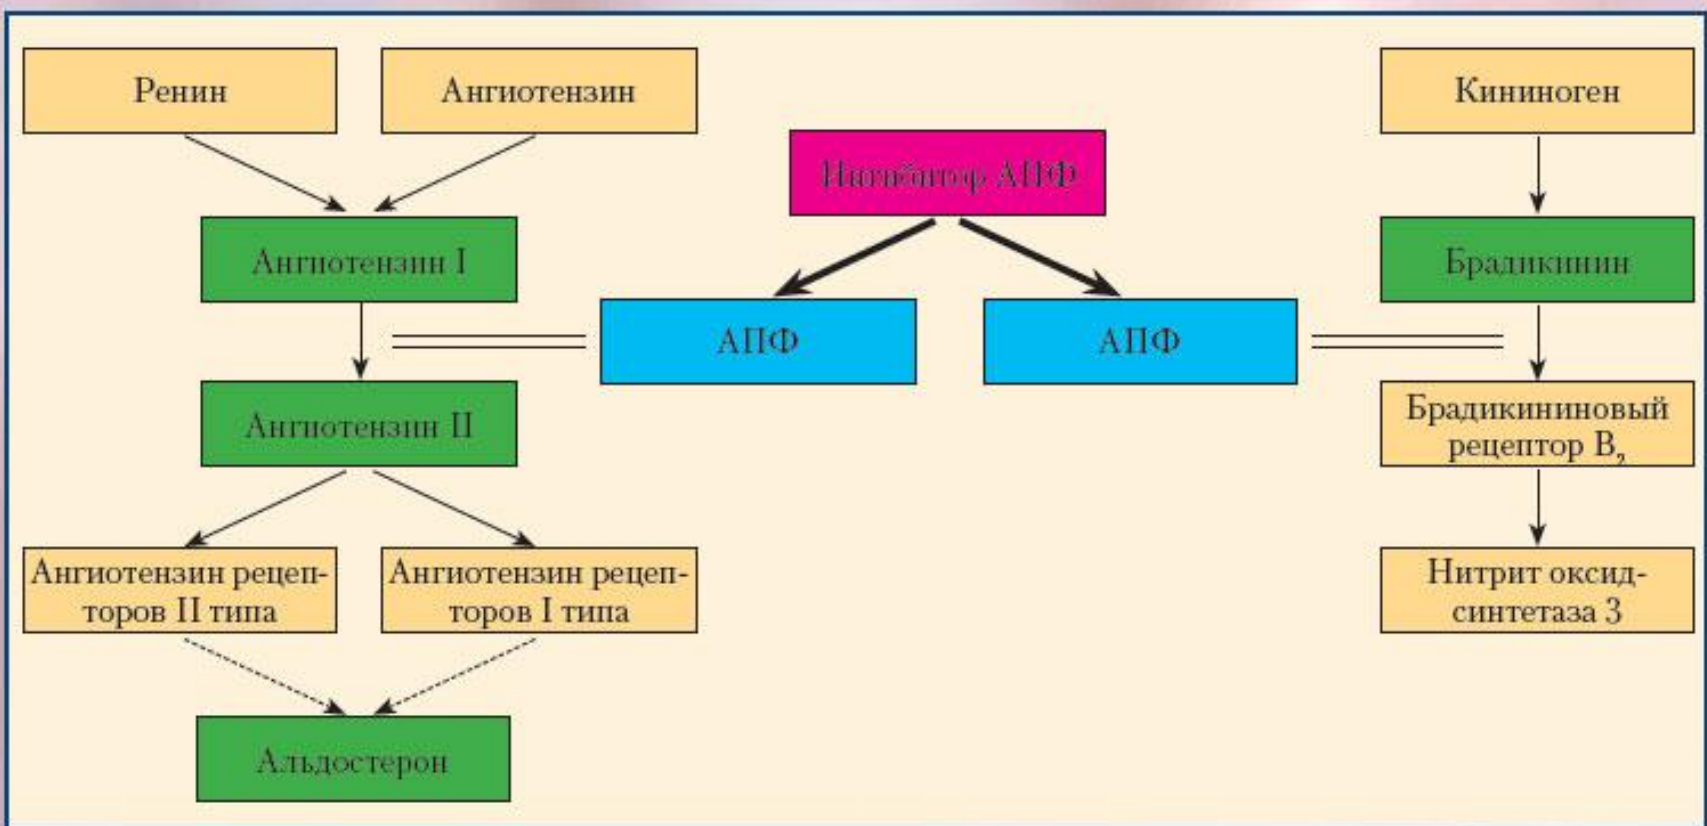 Ренин
Ангиотензин
Кининоген
Ингибитор АПФ
Ангиотензин I
Брадикинин
АПФ
АПФ
Ангиотензин II
Брадикининовый
рецептор B₂
Ангиотензин рецеп-
торов II типа
Ангиотензин рецеп-
торов I типа
Нитрит оксид-
синтетаза 3
Альдостерон